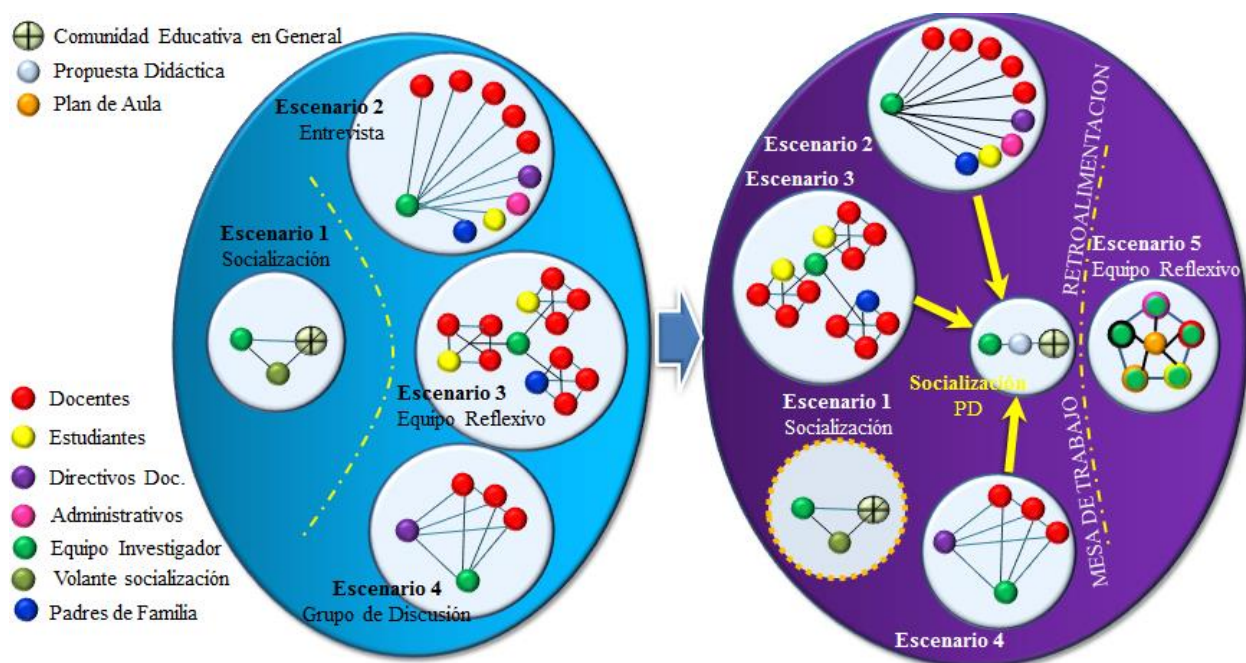 Comunidad Educativa en General
Propuesta Didáctica
Plan de Aula
Escenario 2
Entrevista
Escenario 1
Socialización
Escenario 3
Equipo Reflexivo
Escenario 4
Grupo de Discusión
Docentes
Estudiantes
Directivos Doc.
Administrativos
Equipo Investigador
Volante socialización
Padres de Família
Escenario 2
Escenario 3
Escenario 1
Socialización
Socialización
PD
Escenario 4
RETROALIMENTACION
MESA DE TRABAJO
Escenario 5
Equipo Reflexivo